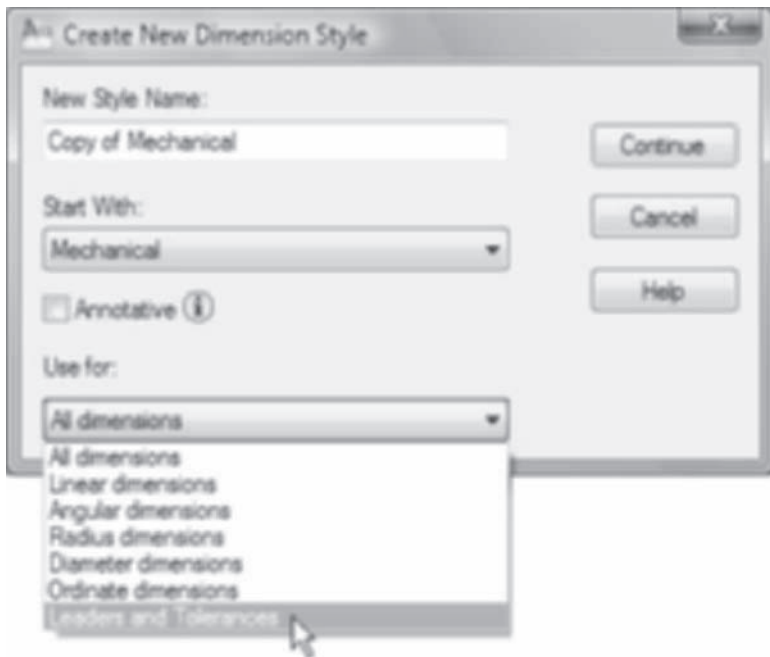 Create New Dimension Style
New Style Name:
Copy of Mechanical
Continue
Start With:
Cancel
Mechanical
Help
Annotative
Use for:
All dimensions
All dimensions
Linear dimensions
Angular dimensions
Radius dimensions
Diameter dimensions
Ordinate dimensions
Leaders and Tolerances